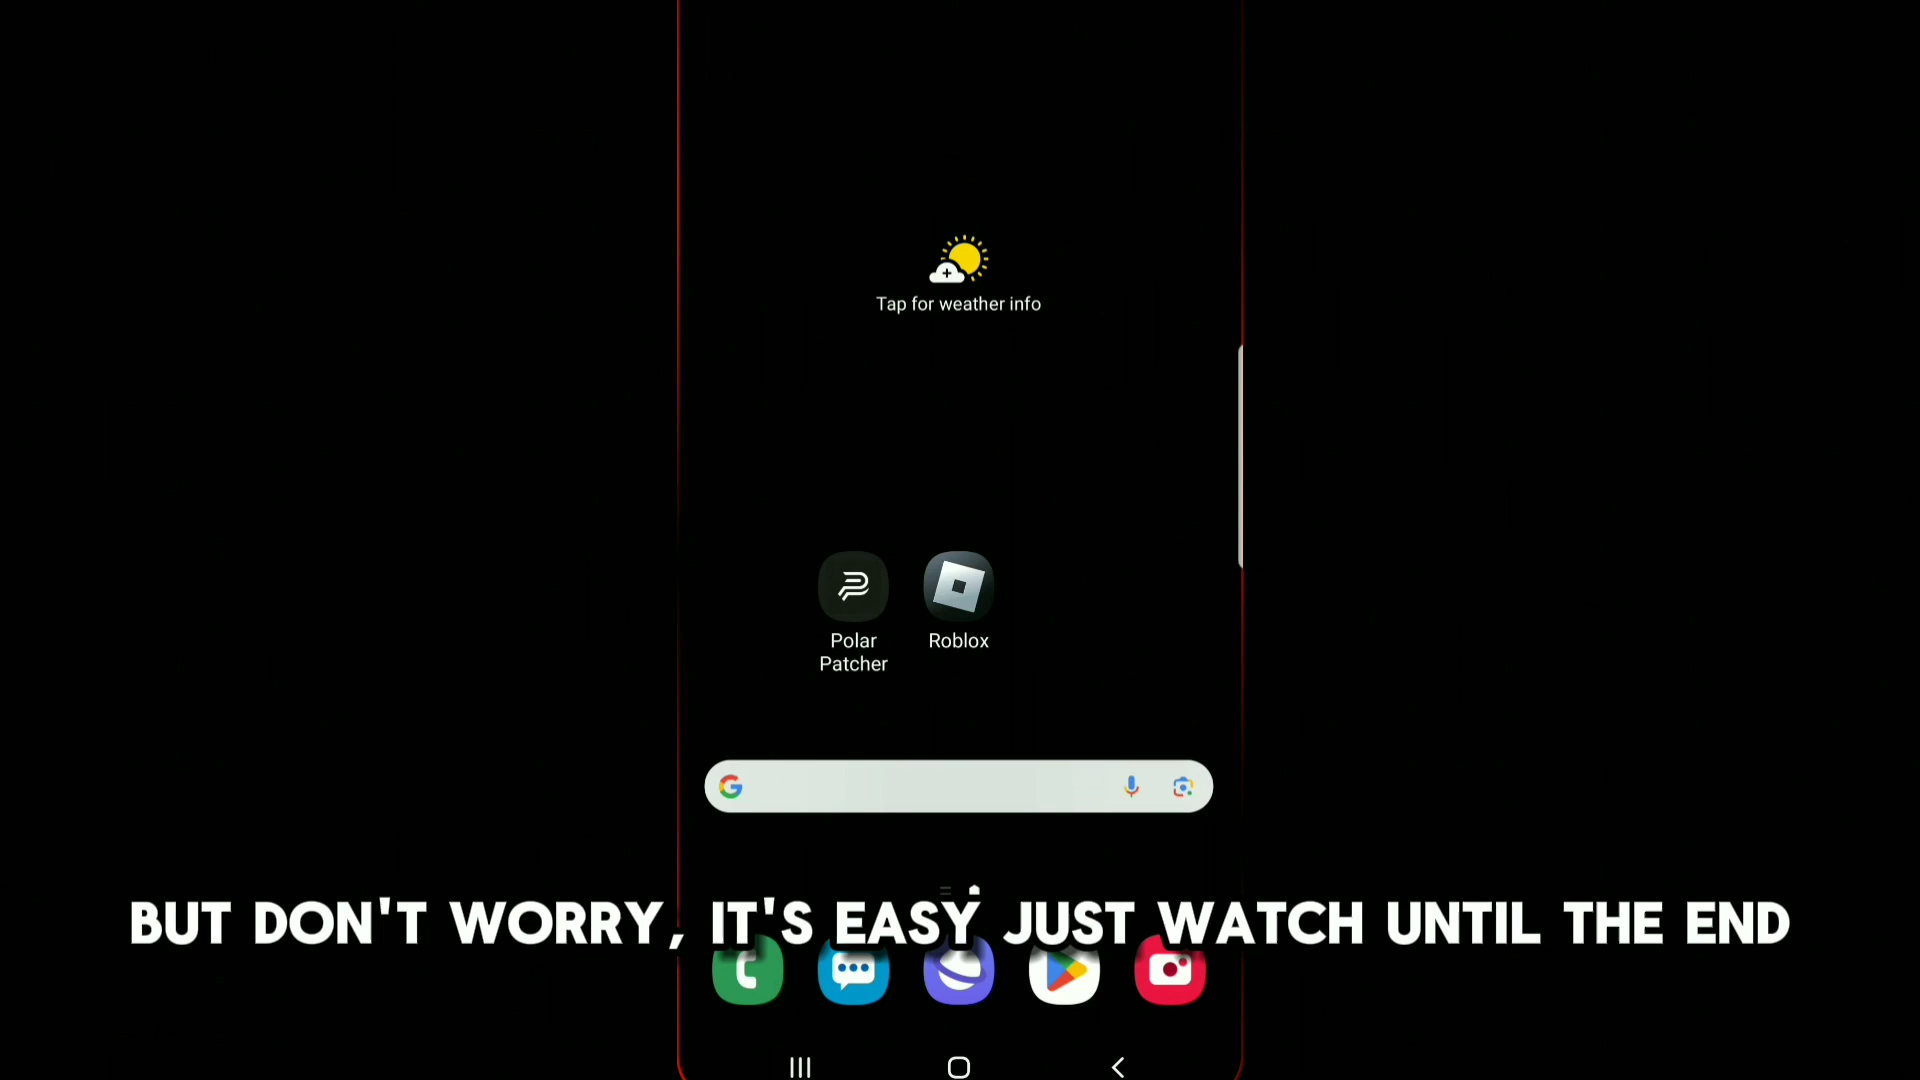 Tap for weather info
Polar
Patcher
Roblox
BUT DON'T WORRY, IT'S EASY JUST WATCH UNTIL THE END